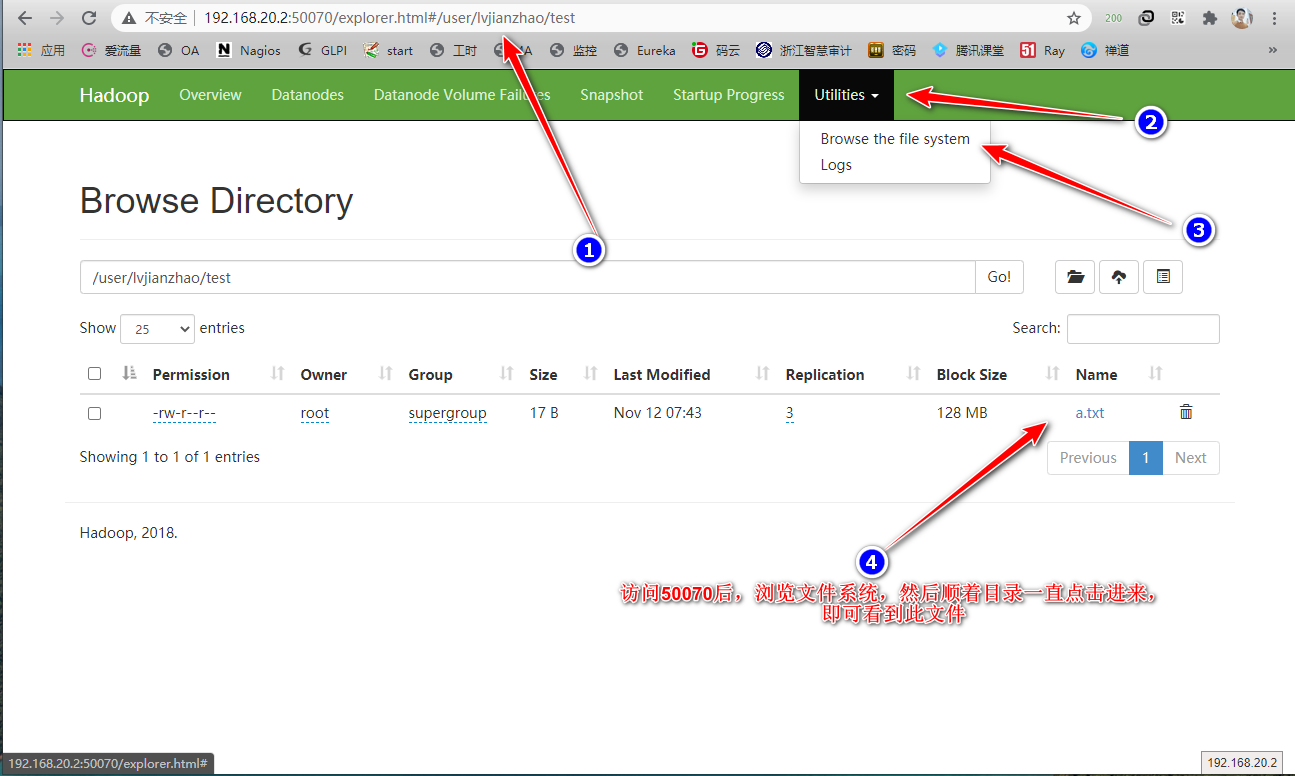 不安全 192.168.20.2:50070/explorer.html#/user/lvjianzhao/test 200
应用 爱流量 OA Nagios GLPI start 工时 监控 Eureka 码云 浙江智慧审计 密码 腾讯课堂 51 Ray 禅道 »
Hadoop Overview Datanodes Datanode Volume Failures Snapshot Startup Progress Utilities
2
Browse the file system
Logs
Browse Directory
3
1
/user/lvjianzhao/test Go!
Show 25 entries Search:
Permission Owner Group Size Last Modified Replication Block Size Name
-rw-r--r-- root supergroup 17 B Nov 12 07:43 3 128 MB a.txt
Showing 1 to 1 of 1 entries Previous 1 Next
Hadoop, 2018.
4
访问50070后，浏览文件系统，然后顺着目录一直点击进来，
即可看到此文件
192.168.20.2:50070/explorer.html# 192.168.20.2